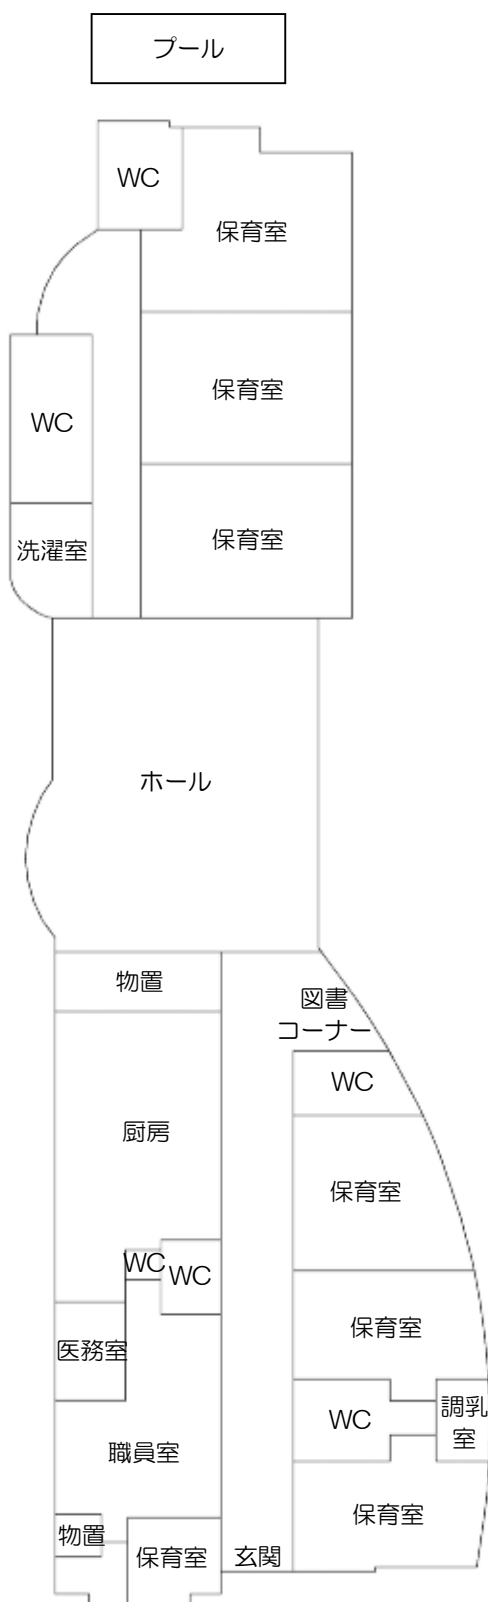 プール
WC
保育室
保育室
WC
保育室
洗濯室
ホール
物置
図書
コーナー
WC
厨房
保育室
WC
WC
保育室
医務室
調乳
室
WC
職員室
保育室
物置
保育室
玄関